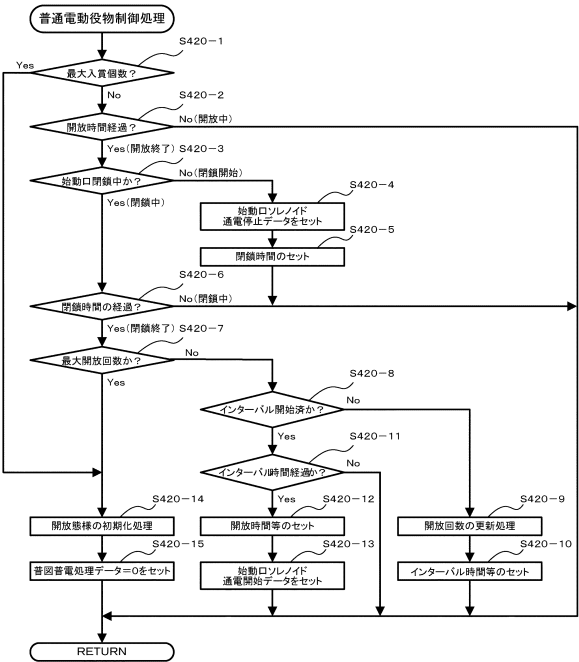 普通電動役物制御処理
S420-1
Yes
最大入賞個数?
No
S420-2
開放時間経過?
No(開放中)
Yes(開放終了)
S420-3
始動口閉鎖中か?
No(閉鎖開始)
Yes(閉鎖中)
S420-4
始動口ソレノイド
通電停止データをセット
S420-5
閉鎖時間のセット
S420-6
閉鎖時間の経過?
No(閉鎖中)
Yes(閉鎖終了)
S420-7
最大開放回数か?
No
Yes
S420-8
インターバル開始済か?
No
Yes
S420-11
インターバル時間経過か?
No
Yes
S420-14
開放態様の初期化処理
S420-12
開放時間等のセット
S420-9
開放回数の更新処理
S420-15
普図普電処理データ=0をセット
S420-13
始動口ソレノイド
通電開始データをセット
S420-10
インターバル時間等のセット
RETURN